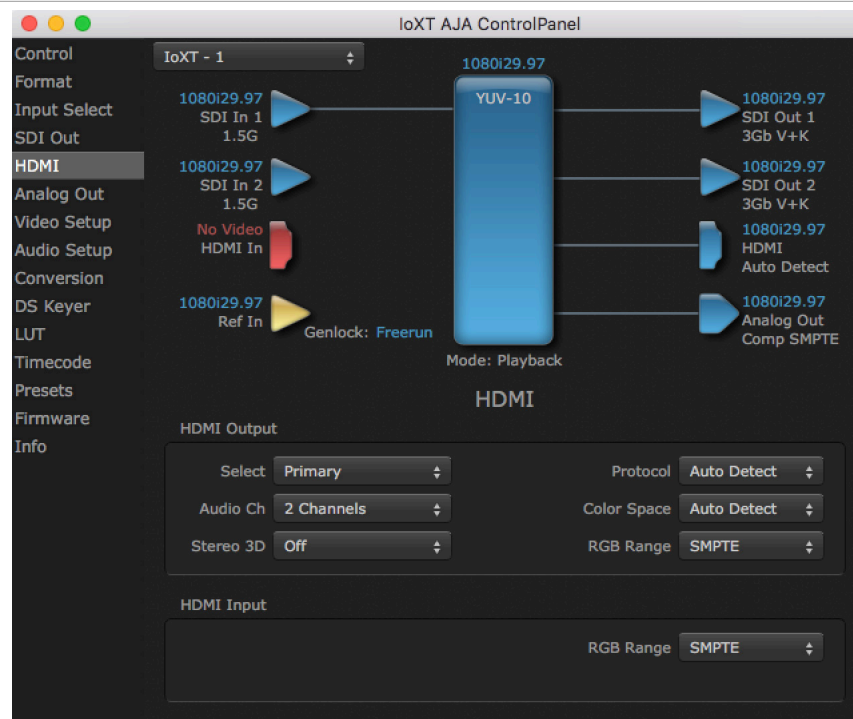 IoXT AJA ControlPanel
Control
Format
Input Select
SDI Out
HDMI
Analog Out
Video Setup
Audio Setup
Conversion
DS Keyer
LUT
Timecode
Presets
Firmware
Info
IoXT - 1
1080i29.97
YUV-10
1080i29.97
SDI In 1
1.5G
1080i29.97
SDI In 2
1.5G
No Video
HDMI In
1080i29.97
Ref In
Genlock: Freerun
Mode: Playback
1080i29.97
SDI Out 1
3Gb V+K
1080i29.97
SDI Out 2
3Gb V+K
1080i29.97
HDMI
Auto Detect
1080i29.97
Analog Out
Comp SMPTE
HDMI
HDMI Output
Select Primary Protocol Auto Detect
Audio Ch 2 Channels Color Space Auto Detect
Stereo 3D Off RGB Range SMPTE
HDMI Input
RGB Range SMPTE